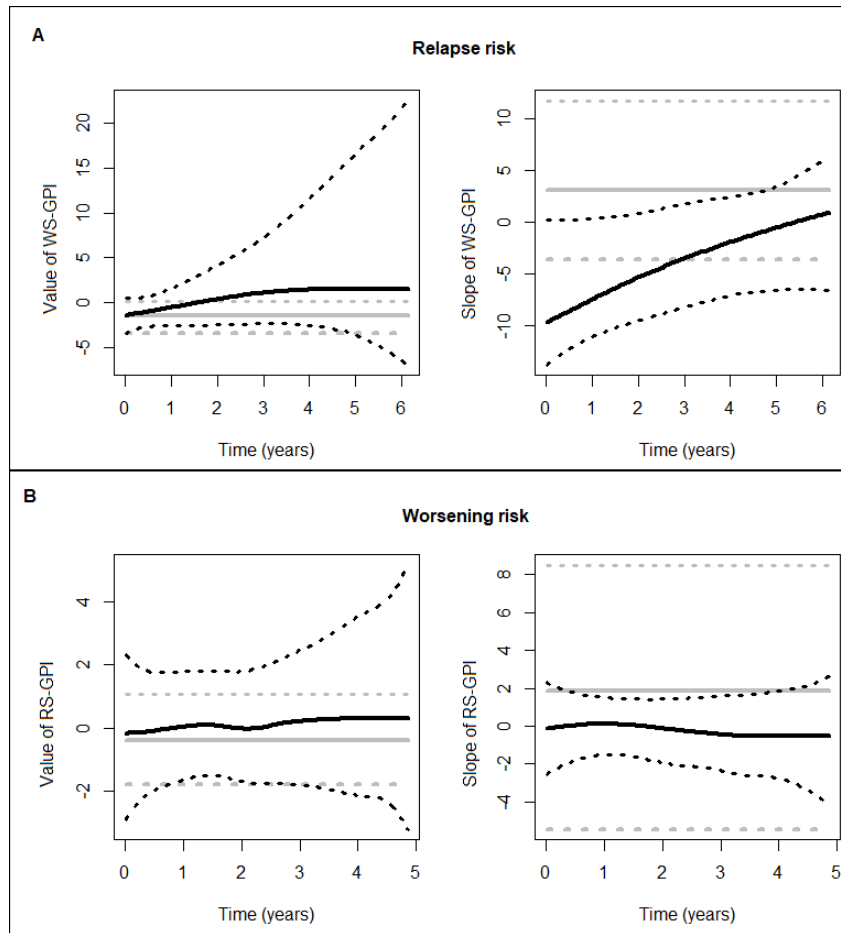 A
Relapse risk
Value of WS-GPI
20
15
10
5
0
-5
0 1 2 3 4 5 6
Time (years)
Slope of WS-GPI
10
5
0
-5
-10
0 1 2 3 4 5 6
Time (years)
B
Worsening risk
Value of RS-GPI
4
2
0
-2
0 1 2 3 4 5
Time (years)
Slope of RS-GPI
8
6
4
2
0
-2
-4
0 1 2 3 4 5
Time (years)